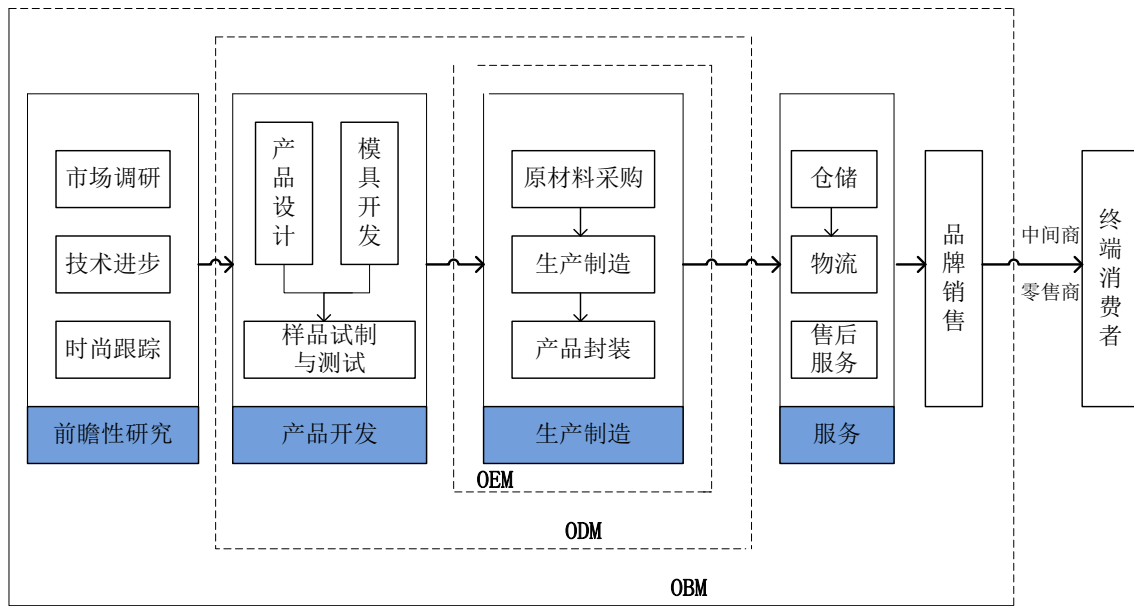 市场调研
技术进步
时尚跟踪
前瞻性研究
产品设计
模具开发
样品试制
与测试
产品开发
原材料采购
生产制造
产品封装
生产制造
仓储
物流
售后
服务
服务
品牌销售
中间商
零售商
终端消费者
OEM
ODM
OBM